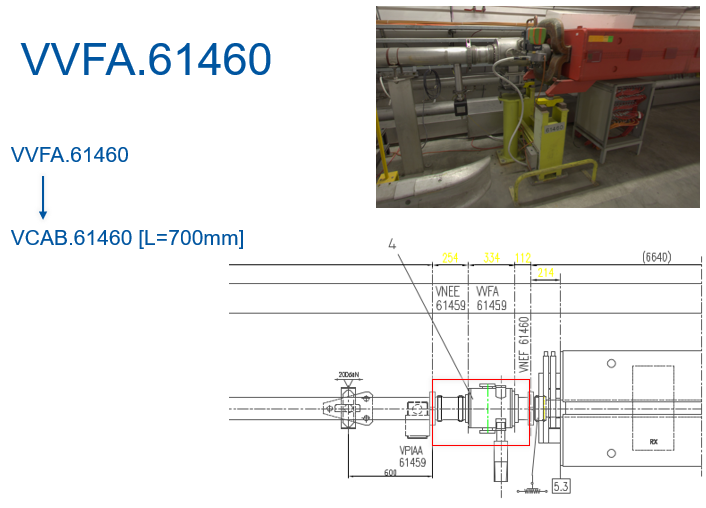 VVFA.61460
VVFA.61460
VCAB.61460 [L=700mm]
4
254 334 112 (6640)
214
VNEE 61459
VVFA 61459
VNEF 61460
200daN
VPIAA 61459
600
5.3
RX